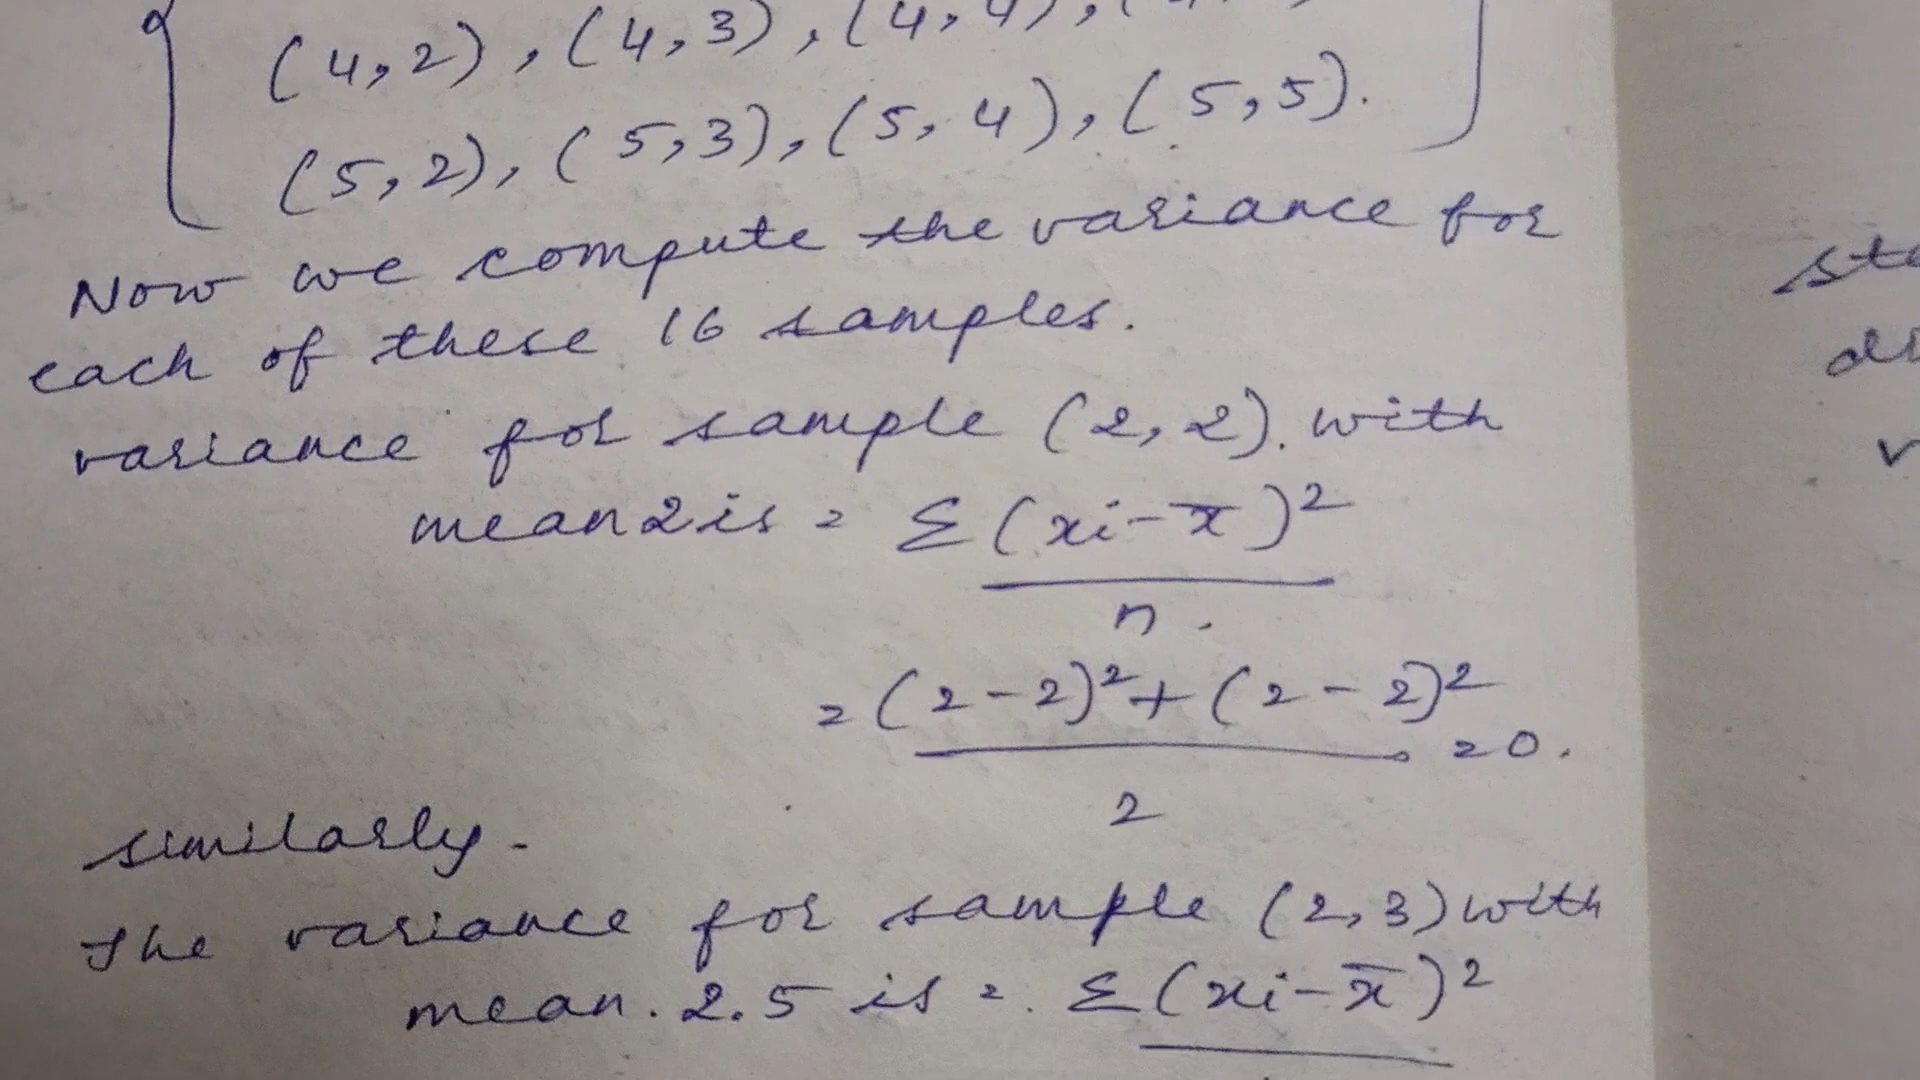 (4,2), (4,3), (4,4), (
(5,2), (5,3), (5,4), (5,5).
Now we compute the variance for
each of these 16 samples.
variance for sample (2,2). with
mean 2 is = Σ(xi-x̄)²
n.
= (2-2)²+(2-2)²
= 0.
2
similarly.
The variance for sample (2,3) with
mean. 2.5 is =. Σ(xi-x̄)²